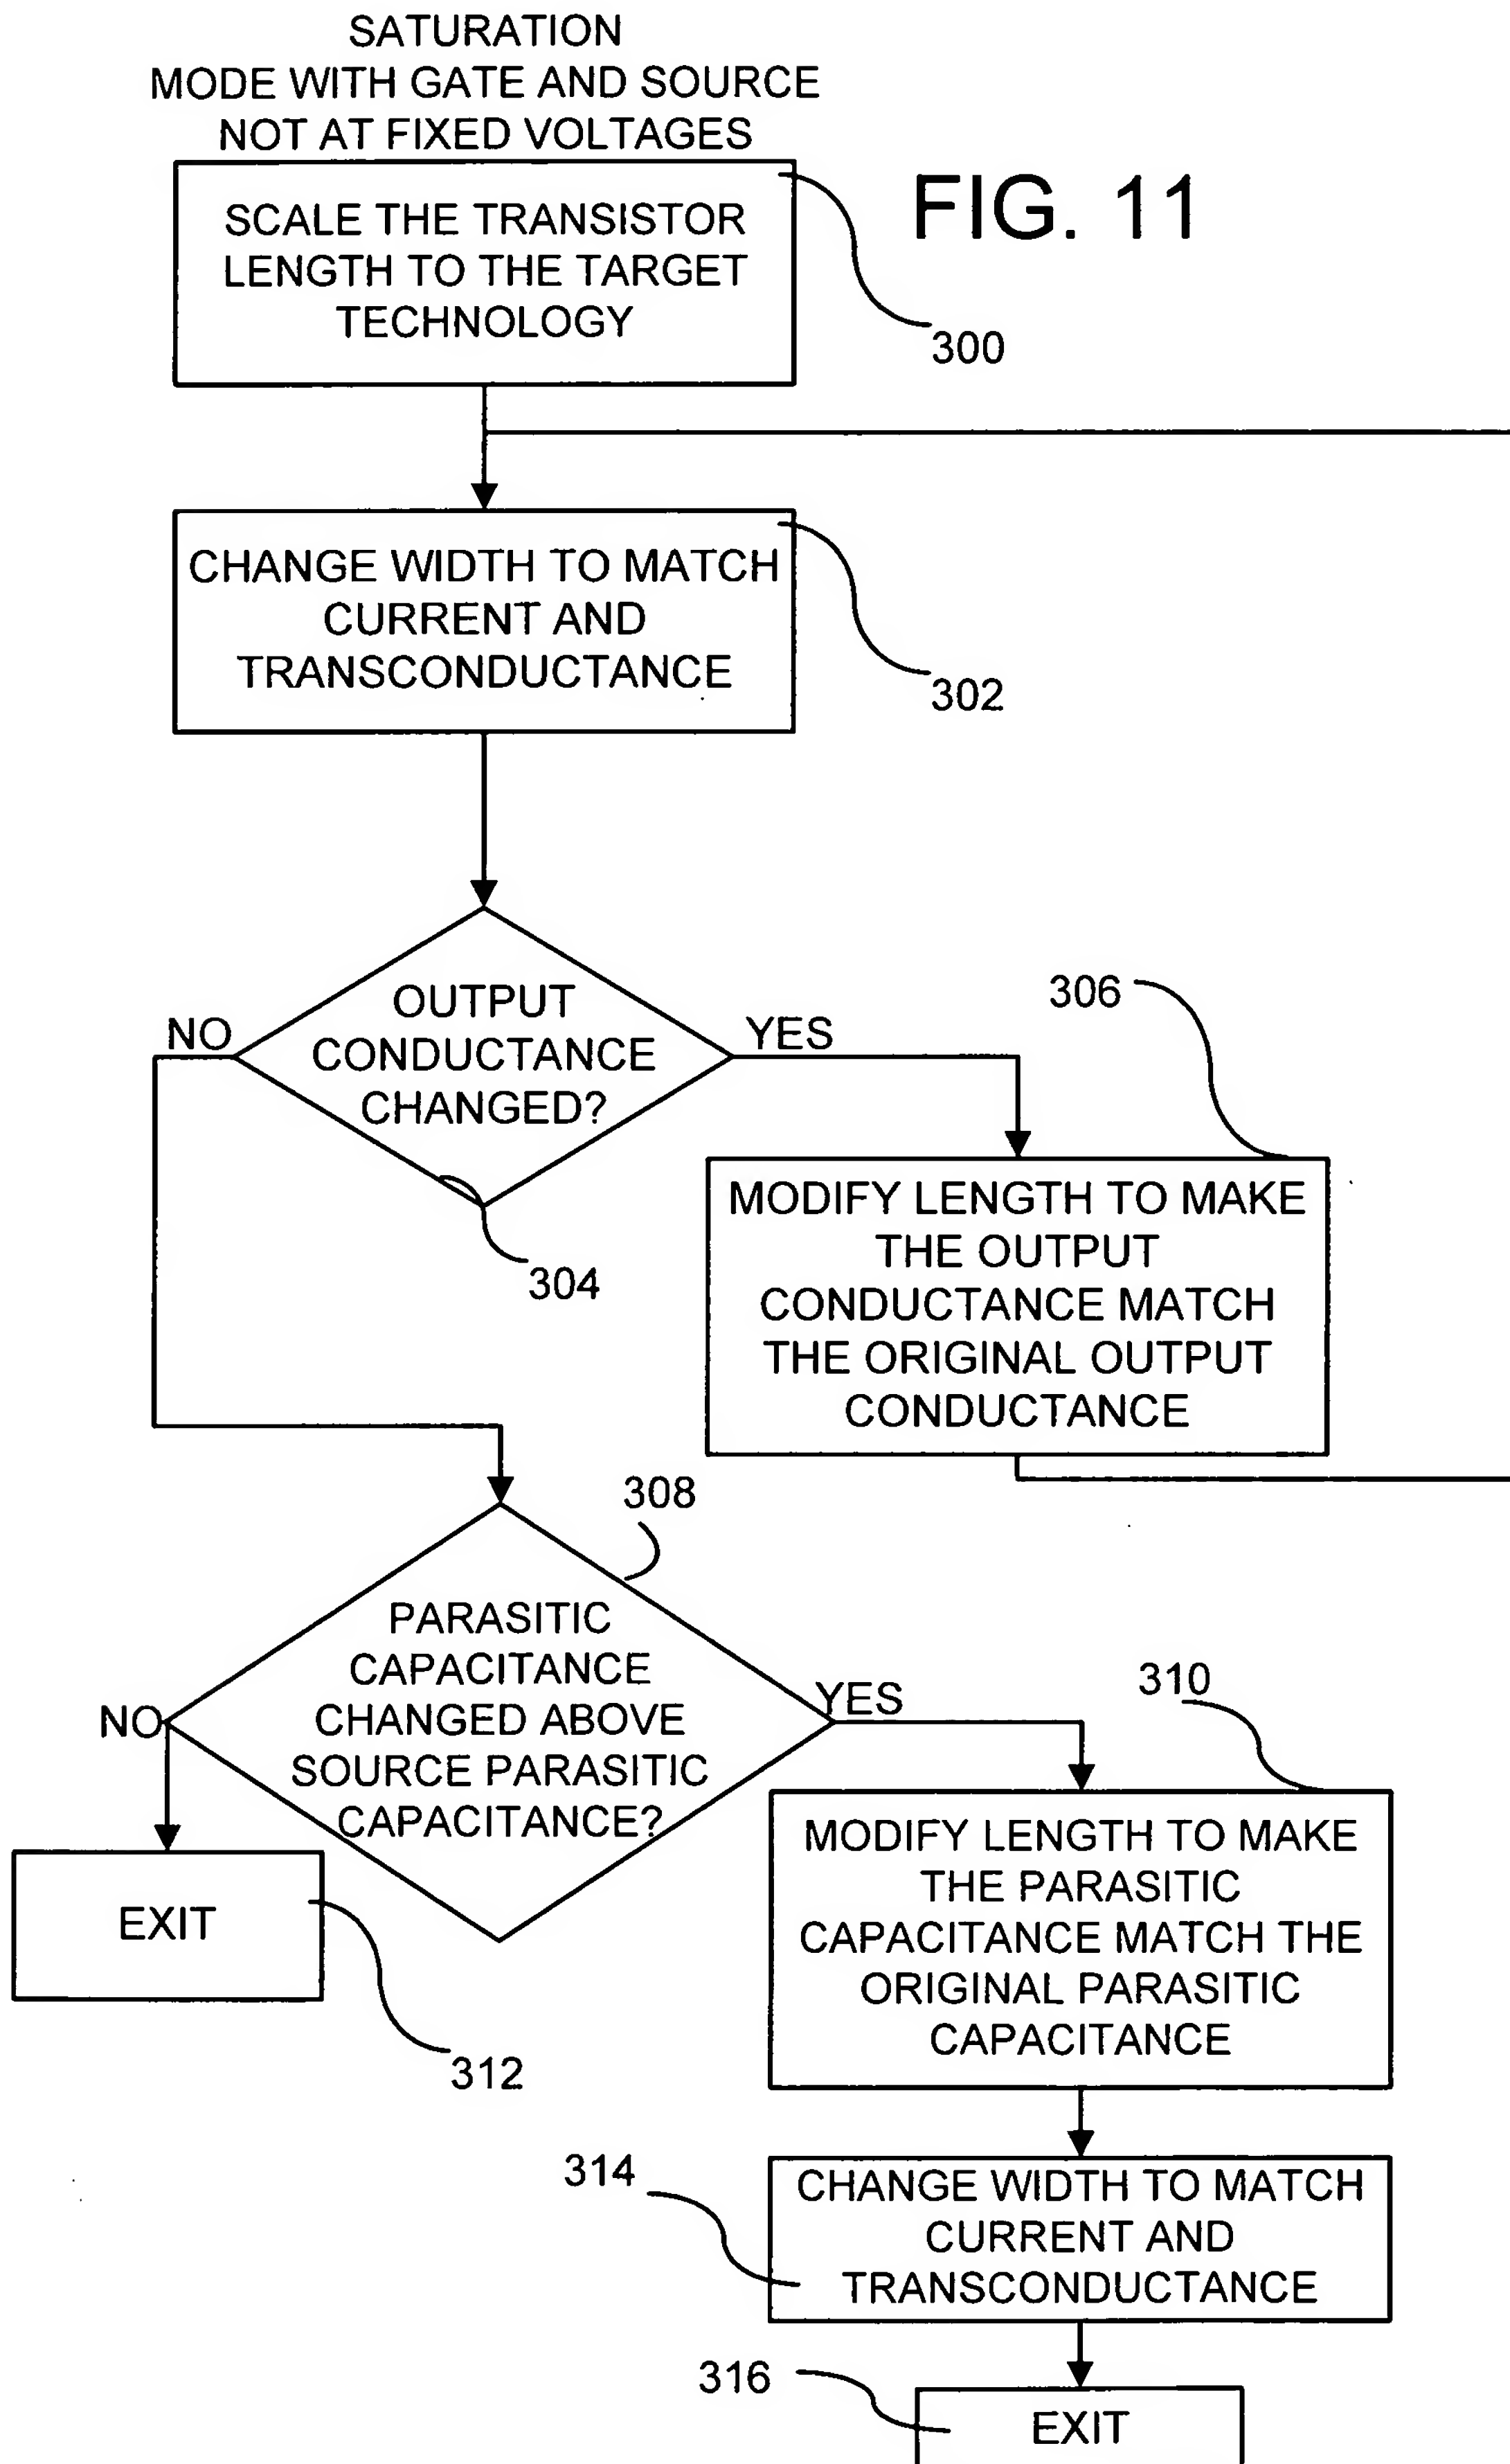 SATURATION
MODE WITH GATE AND SOURCE
NOT AT FIXED VOLTAGES
FIG. 11
SCALE THE TRANSISTOR
LENGTH TO THE TARGET
TECHNOLOGY
300
CHANGE WIDTH TO MATCH
CURRENT AND
TRANSCONDUCTANCE
302
OUTPUT
CONDUCTANCE
CHANGED?
NO
YES
304
306
MODIFY LENGTH TO MAKE
THE OUTPUT
CONDUCTANCE MATCH
THE ORIGINAL OUTPUT
CONDUCTANCE
308
PARASITIC
CAPACITANCE
CHANGED ABOVE
SOURCE PARASITIC
CAPACITANCE?
NO
YES
310
EXIT
312
MODIFY LENGTH TO MAKE
THE PARASITIC
CAPACITANCE MATCH THE
ORIGINAL PARASITIC
CAPACITANCE
314
CHANGE WIDTH TO MATCH
CURRENT AND
TRANSCONDUCTANCE
316
EXIT